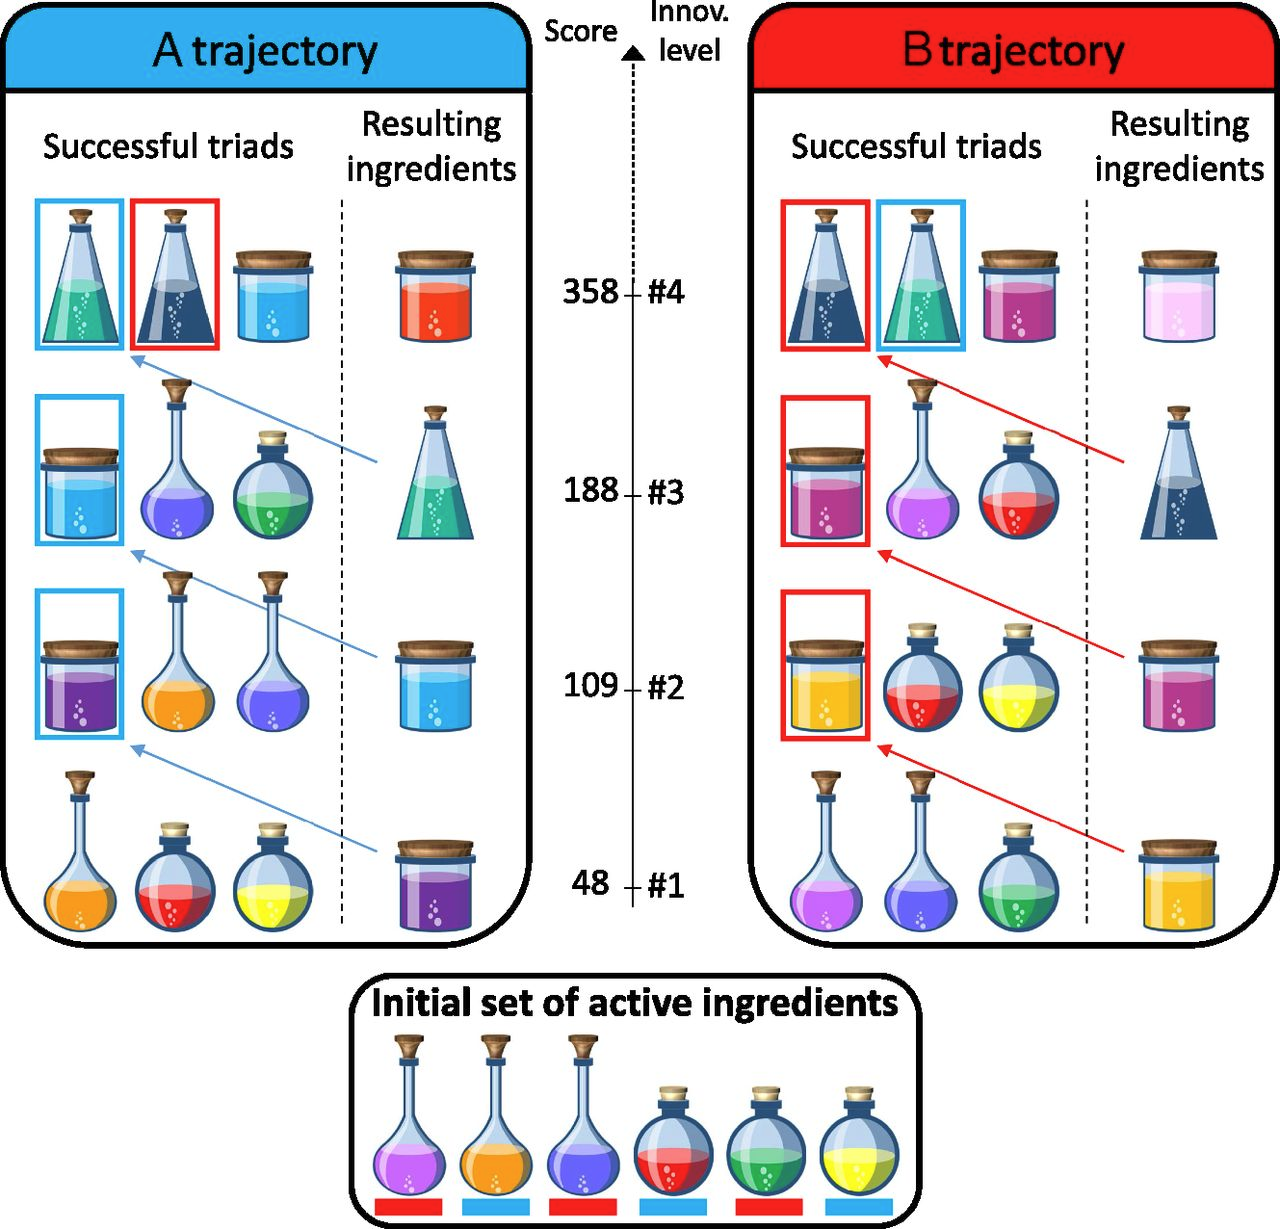 A trajectory
Score
Innov.
level
B trajectory
Successful triads
Resulting
ingredients
Successful triads
Resulting
ingredients
358
#4
188
#3
109
#2
48
#1
Initial set of active ingredients